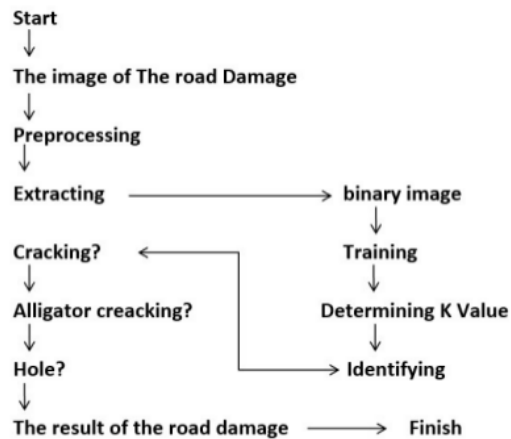 Start
The image of The road Damage
Preprocessing
Extracting
binary image
Cracking?
Training
Alligator creacking?
Determining K Value
Hole?
Identifying
The result of the road damage
Finish